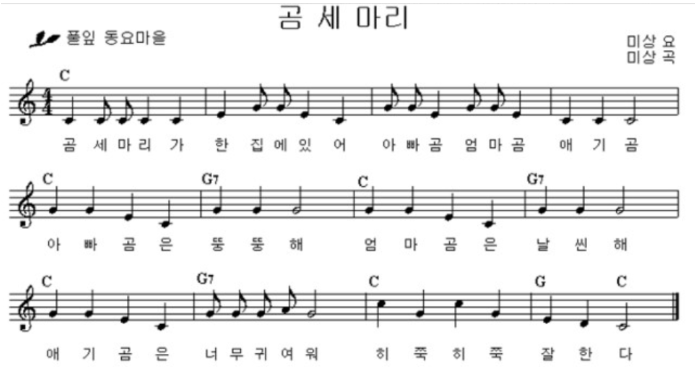 곰 세 마리
풀잎 동요마을
미상 요
미상 곡
C
4
4
곰 세 마 리 가 한 집 에 있 어 아 빠 곰 엄 마 곰 애 기 곰
C G7 C G7
아 빠 곰 은 뚱 뚱 해 엄 마 곰 은 날 씬 해
C G7 C G C
애 기 곰 은 너 무 귀 여 워 히 쭉 히 쭉 잘 한 다